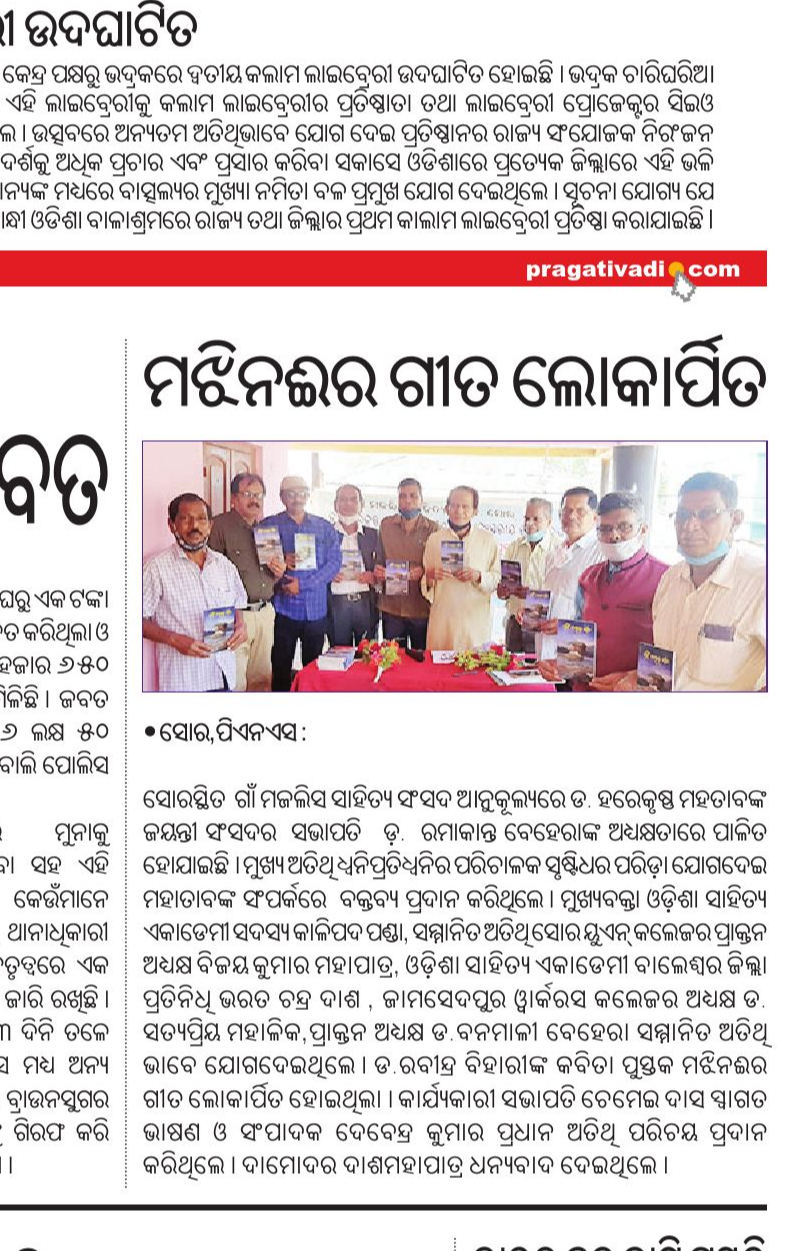 ଉଦଘାଟିତ
କେନ୍ଦ୍ର ପକ୍ଷରୁ ଭଦ୍ରକରେ ଦ୍ୱିତୀୟ କଲାମ ଲାଇବ୍ରେରୀ ଉଦଘାଟିତ ହୋଇଛି । ଭଦ୍ରକ ଚାରିଘରିଆ
ଏହି ଲାଇବ୍ରେରୀକୁ କଲାମ ଲାଇବ୍ରେରୀର ପ୍ରତିଷ୍ଠାତା ତଥା ଲାଇବ୍ରେରୀ ପ୍ରୋଜେକ୍ଟର ସିଇଓ
ଲେ । ଉତ୍ସବରେ ଅନ୍ୟତମ ଅତିଥିଭାବେ ଯୋଗ ଦେଇ ପ୍ରତିଷ୍ଠାନର ରାଜ୍ୟ ସଂଯୋଜକ ନିରଂଜନ
ଦର୍ଶକୁ ଅଧିକ ପ୍ରଚାର ଏବଂ ପ୍ରସାର କରିବା ସକାସେ ଓଡିଶାରେ ପ୍ରତ୍ୟେକ ଜିଲ୍ଲାରେ ଏହି ଭଳି
ାନ୍ୟଙ୍କ ମଧ୍ୟରେ ବାତ୍ସଲ୍ୟର ମୁଖ୍ୟା ନମିତା ବଳ ପ୍ରମୁଖ ଯୋଗ ଦେଇଥିଲେ । ସୂଚନା ଯୋଗ୍ୟ ଯେ
ାନ୍ଧୀ ଓଡିଶା ବାଳାଶ୍ରମରେ ରାଜ୍ୟ ତଥା ଜିଲ୍ଲାର ପ୍ରଥମ କାଲାମ ଲାଇବ୍ରେରୀ ପ୍ରତିଷ୍ଠା କରାଯାଇଛି ।
pragativadi.com
ବତ
ଘରୁ ଏକ ଟଙ୍କା
ତ କରିଥିଲା ଓ
ହଜାର ୬୫୦
ମିଳିଛି । ଜବତ
୬ ଲକ୍ଷ ୫୦
ବାଲି ପୋଲିସ
ମୁନାକୁ
ବା ସହ ଏହି
କେଉଁମାନେ
ଥାନାଧିକାରୀ
ନେତୃତ୍ୱରେ ଏକ
ଜାରି ରଖିଛି ।
୩ ଦିନି ତଳେ
ସ ମଧ୍ୟ ଅନ୍ୟ
ବ୍ରାଉନସୁଗର
ଗିରଫ କରି
। ।
ମଝିନଈର ଗୀତ ଲୋକାର୍ପିତ
● ସୋର,ପିଏନଏସ :
ସୋରସ୍ଥିତ ଗାଁ ମଜଲିସ ସାହିତ୍ୟ ସଂସଦ ଆନୁକୂଲ୍ୟରେ ଡ. ହରେକୃଷ୍ଣ ମହତାବଙ୍କ
ଜୟନ୍ତୀ ସଂସଦର ସଭାପତି ଡ଼. ରମାକାନ୍ତ ବେହେରାଙ୍କ ଅଧ୍ୟକ୍ଷତାରେ ପାଳିତ
ହୋଯାଇଛି । ମୁଖ୍ୟ ଅତିଥି ଧ୍ୱନିପ୍ରତିଧ୍ୱନିର ପରିଚାଳକ ସୃଷ୍ଟିଧର ପରିଡ଼ା ଯୋଗଦେଇ
ମହାତାବଙ୍କ ସଂପର୍କରେ ବକ୍ତବ୍ୟ ପ୍ରଦାନ କରିଥିଲେ । ମୁଖ୍ୟବକ୍ତା ଓଡ଼ିଶା ସାହିତ୍ୟ
ଏକାଡେମୀ ସଦସ୍ୟ କାଳିପଦ ପଣ୍ଡା, ସମ୍ମାନିତ ଅତିଥି ସୋର ୟୁଏନ୍ କଲେଜର ପ୍ରାକ୍ତନ
ଅଧ୍ୟକ୍ଷ ବିଜୟ କୁମାର ମହାପାତ୍ର, ଓଡ଼ିଶା ସାହିତ୍ୟ ଏକାଡେମୀ ବାଲେଶ୍ୱର ଜିଲ୍ଲା
ପ୍ରତିନିଧି ଭରତ ଚନ୍ଦ୍ର ଦାଶ , ଜାମସେଦପୁର ୱାର୍କରସ କଲେଜର ଅଧ୍ୟକ୍ଷ ଡ.
ସତ୍ୟପ୍ରିୟ ମହାଳିକ,ପ୍ରାକ୍ତନ ଅଧ୍ୟକ୍ଷ ଡ.ବନମାଳୀ ବେହେରା ସମ୍ମାନିତ ଅତିଥି
ଭାବେ ଯୋଗଦେଇଥିଲେ । ଡ.ରବୀନ୍ଦ୍ର ବିହାରୀଙ୍କ କବିତା ପୁସ୍ତକ ମଝିନଈର
ଗୀତ ଲୋକାର୍ପିତ ହୋଇଥିଲା । କାର୍ଯ୍ୟକାରୀ ସଭାପତି ଚେମେଇ ଦାସ ସ୍ୱାଗତ
ଭାଷଣ ଓ ସଂପାଦକ ଦେବେନ୍ଦ୍ର କୁମାର ପ୍ରଧାନ ଅତିଥି ପରିଚୟ ପ୍ରଦାନ
କରିଥିଲେ । ଦାମୋଦର ଦାଶମହାପାତ୍ର ଧନ୍ୟବାଦ ଦେଇଥିଲେ ।